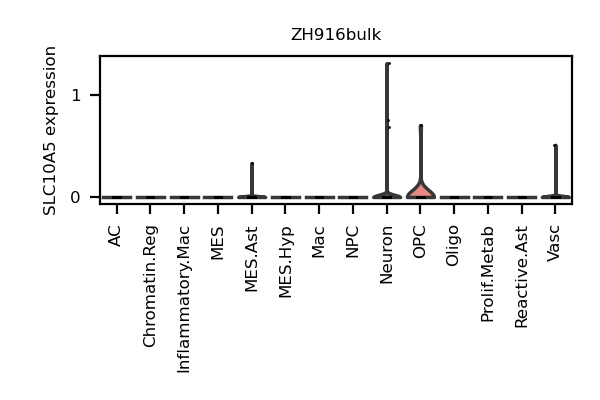 ZH916bulk
SLC10A5 expression
1
0
AC
Chromatin.Reg
Inflammatory.Mac
MES
MES.Ast
MES.Hyp
Mac
NPC
Neuron
OPC
Oligo
Prolif.Metab
Reactive.Ast
Vasc